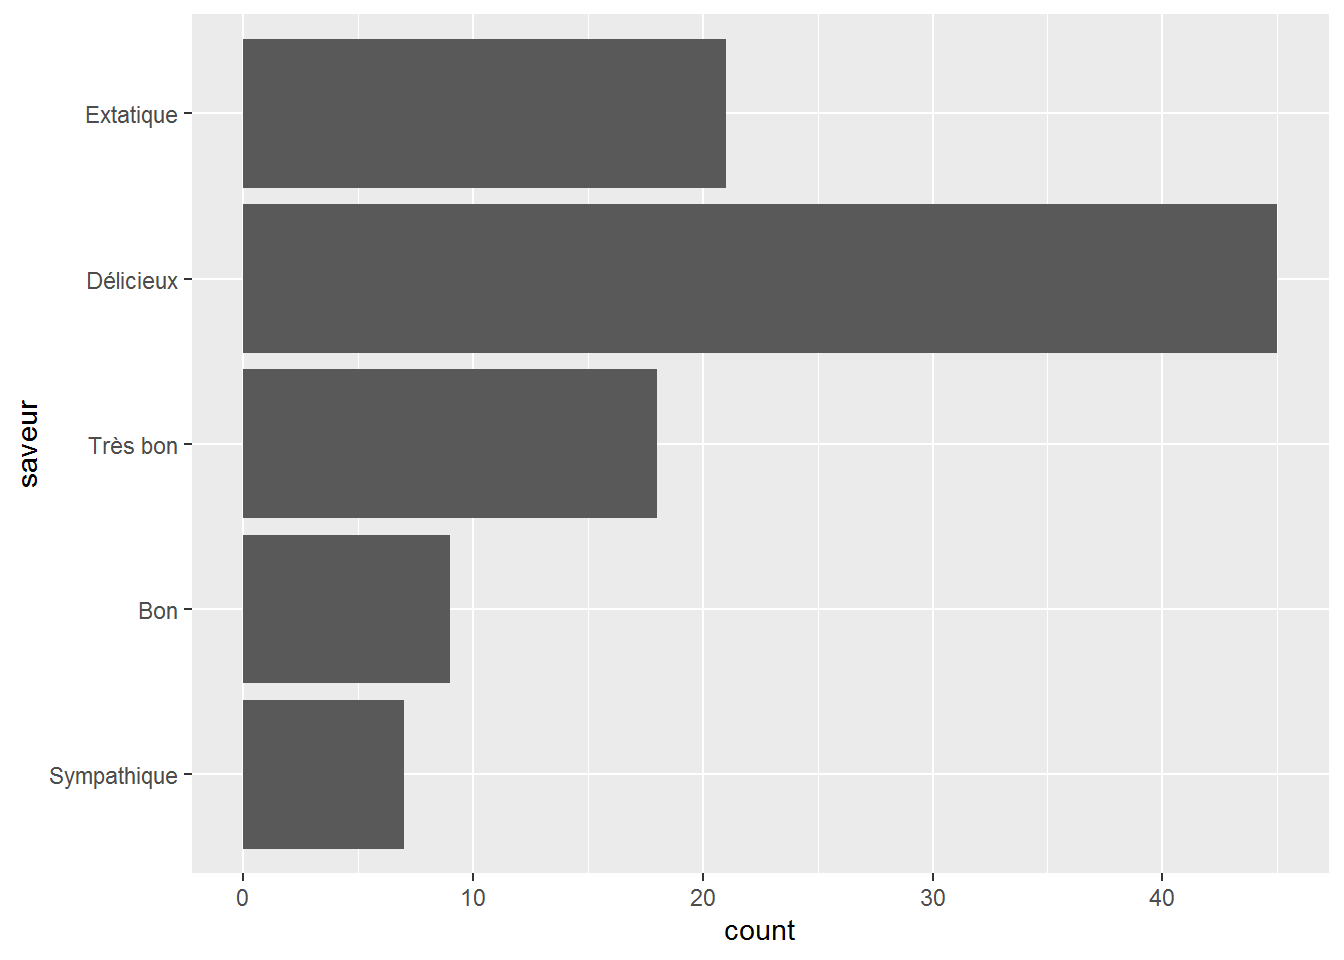 Extatique
Délicieux
Très bon
Bon
Sympathique
saveur
0 10 20 30 40
count